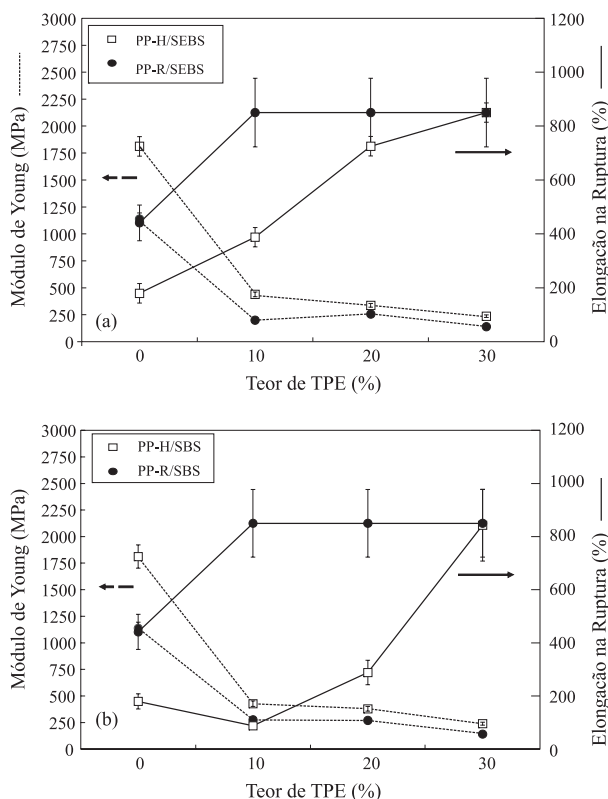 Módulo de Young (MPa)
3000
2750
2500
2250
2000
1750
1500
1250
1000
750
500
250
0
PP-H/SEBS
PP-R/SEBS
(a)
1200
1000
800
600
400
200
0
Elongação na Ruptura (%)
0 10 20 30
Teor de TPE (%)
Módulo de Young (MPa)
3000
2750
2500
2250
2000
1750
1500
1250
1000
750
500
250
0
PP-H/SBS
PP-R/SBS
(b)
1200
1000
800
600
400
200
0
Elongação na Ruptura (%)
0 10 20 30
Teor de TPE (%)